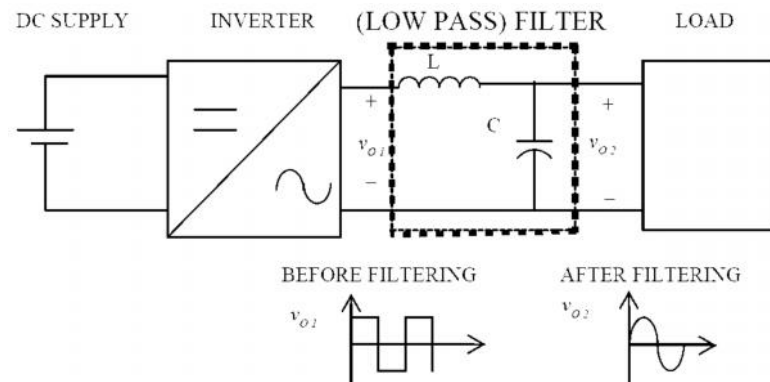 DC SUPPLY
INVERTER
(LOW PASS) FILTER
LOAD
L
+
+
C
vO1
vO2
−
−
BEFORE FILTERING
AFTER FILTERING
vO1
vO2